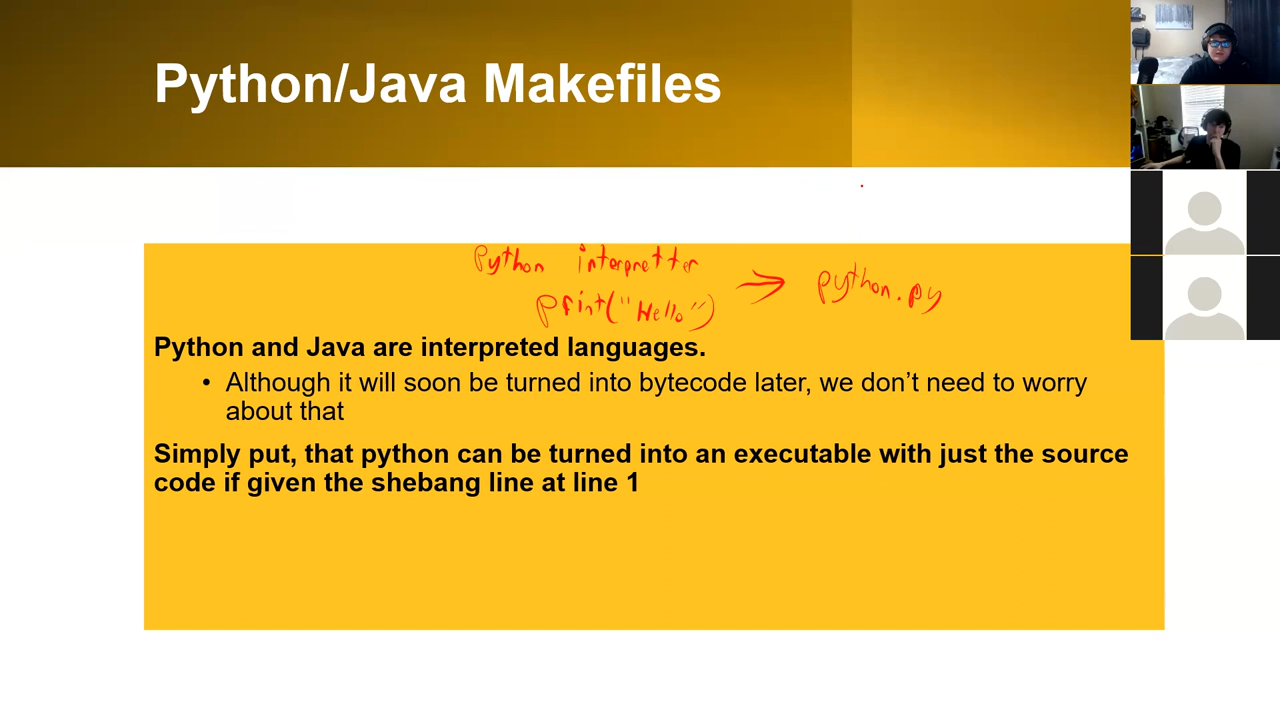 Python/Java Makefiles
Python interpretter
print("Hello") → python.py
Python and Java are interpreted languages.
• Although it will soon be turned into bytecode later, we don’t need to worry
about that
Simply put, that python can be turned into an executable with just the source
code if given the shebang line at line 1